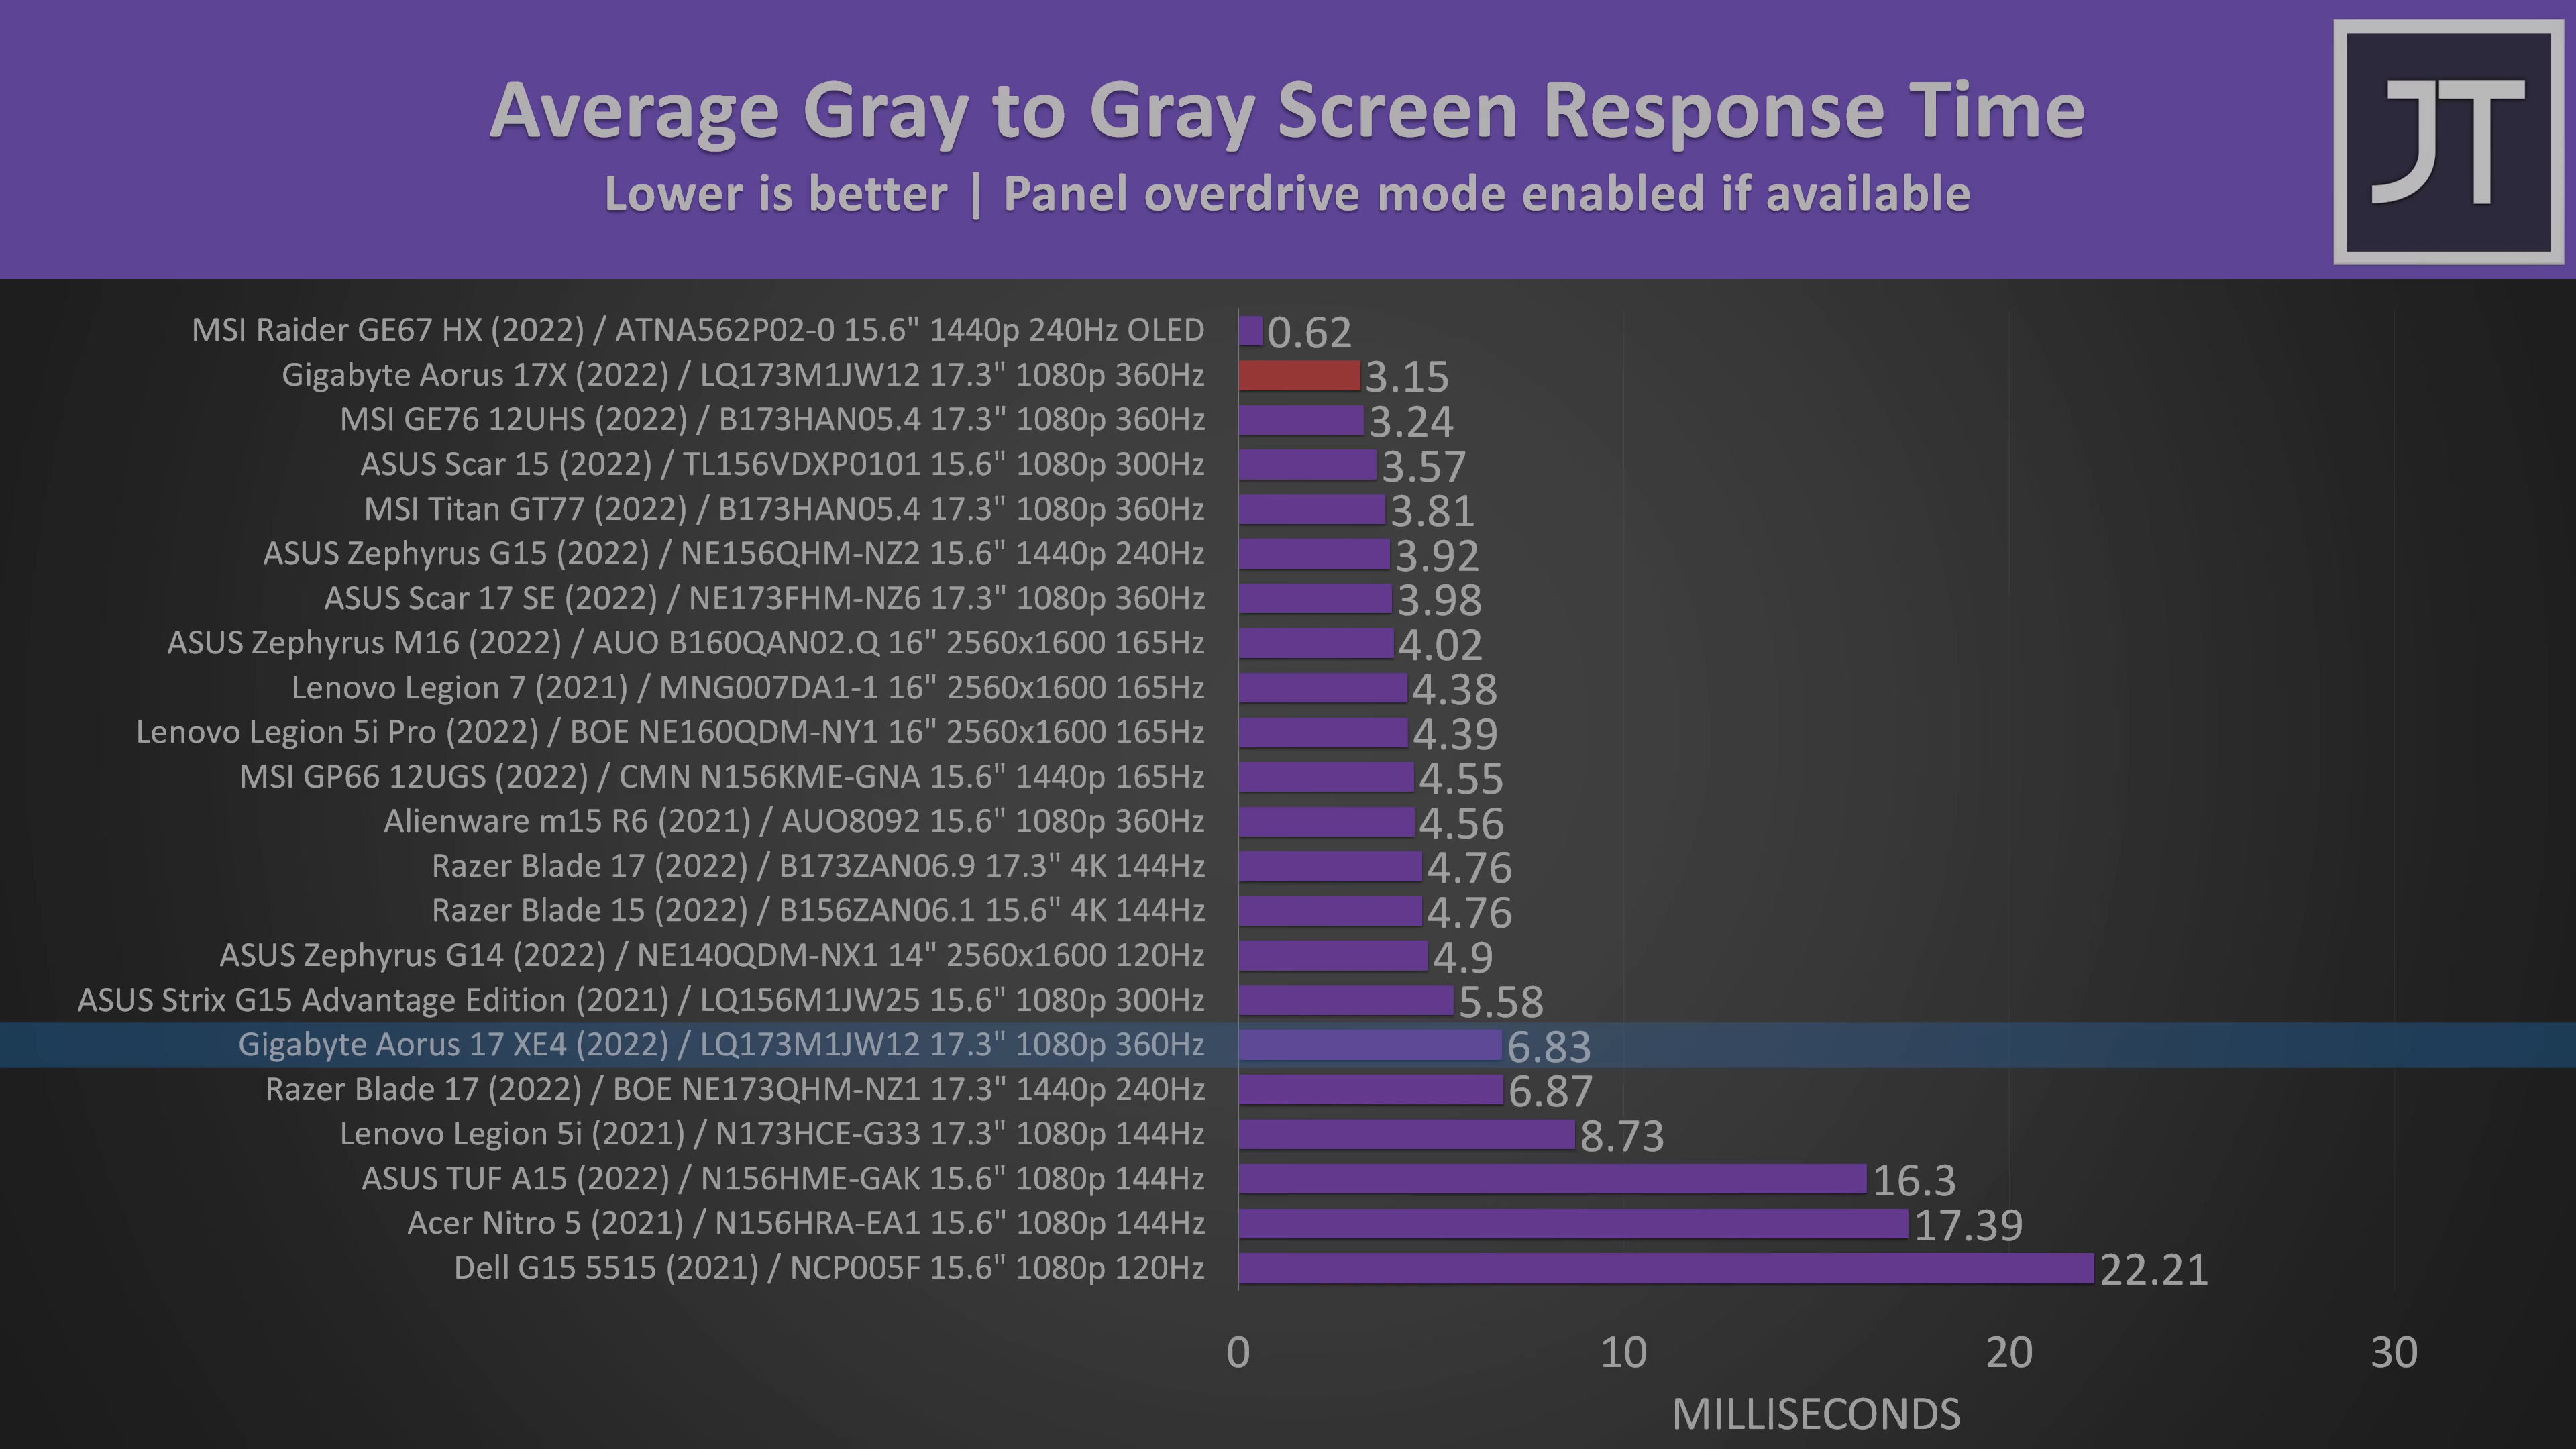 Average Gray to Gray Screen Response Time
Lower is better | Panel overdrive mode enabled if available
JT
MSI Raider GE67 HX (2022) / ATNA562P02-0 15.6" 1440p 240Hz OLED 0.62
Gigabyte Aorus 17X (2022) / LQ173M1JW12 17.3" 1080p 360Hz 3.15
MSI GE76 12UHS (2022) / B173HAN05.4 17.3" 1080p 360Hz 3.24
ASUS Scar 15 (2022) / TL156VDXP0101 15.6" 1080p 300Hz 3.57
MSI Titan GT77 (2022) / B173HAN05.4 17.3" 1080p 360Hz 3.81
ASUS Zephyrus G15 (2022) / NE156QHM-NZ2 15.6" 1440p 240Hz 3.92
ASUS Scar 17 SE (2022) / NE173FHM-NZ6 17.3" 1080p 360Hz 3.98
ASUS Zephyrus M16 (2022) / AUO B160QAN02.Q 16" 2560x1600 165Hz 4.02
Lenovo Legion 7 (2021) / MNG007DA1-1 16" 2560x1600 165Hz 4.38
Lenovo Legion 5i Pro (2022) / BOE NE160QDM-NY1 16" 2560x1600 165Hz 4.39
MSI GP66 12UGS (2022) / CMN N156KME-GNA 15.6" 1440p 165Hz 4.55
Alienware m15 R6 (2021) / AUO8092 15.6" 1080p 360Hz 4.56
Razer Blade 17 (2022) / B173ZAN06.9 17.3" 4K 144Hz 4.76
Razer Blade 15 (2022) / B156ZAN06.1 15.6" 4K 144Hz 4.76
ASUS Zephyrus G14 (2022) / NE140QDM-NX1 14" 2560x1600 120Hz 4.9
ASUS Strix G15 Advantage Edition (2021) / LQ156M1JW25 15.6" 1080p 300Hz 5.58
Gigabyte Aorus 17 XE4 (2022) / LQ173M1JW12 17.3" 1080p 360Hz 6.83
Razer Blade 17 (2022) / BOE NE173QHM-NZ1 17.3" 1440p 240Hz 6.87
Lenovo Legion 5i (2021) / N173HCE-G33 17.3" 1080p 144Hz 8.73
ASUS TUF A15 (2022) / N156HME-GAK 15.6" 1080p 144Hz 16.3
Acer Nitro 5 (2021) / N156HRA-EA1 15.6" 1080p 144Hz 17.39
Dell G15 5515 (2021) / NCP005F 15.6" 1080p 120Hz 22.21
0 10 20 30
MILLISECONDS